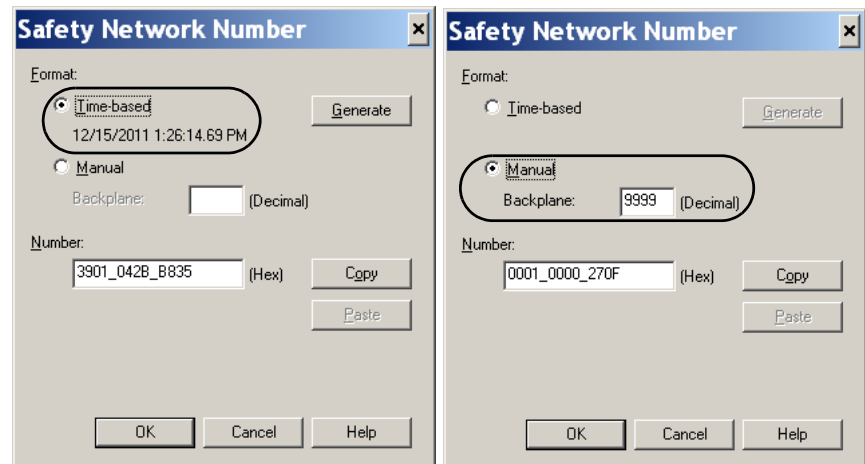 Safety Network Number
Format:
Time-based
Generate
12/15/2011 1:26:14.69 PM
Manual
Backplane:
(Decimal)
Number:
3901_042B_B835
(Hex)
Copy
Paste
OK
Cancel
Help
Safety Network Number
Format:
Time-based
Generate
Manual
Backplane:
9999
(Decimal)
Number:
0001_0000_270F
(Hex)
Copy
Paste
OK
Cancel
Help